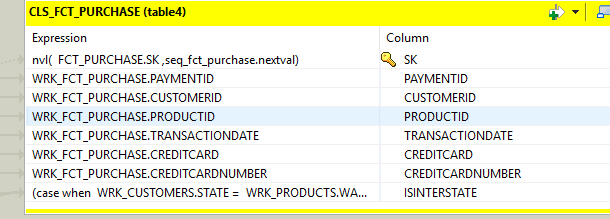 CLS_FCT_PURCHASE (table4)
Expression Column
nvl( FCT_PURCHASE.SK ,seq_fct_purchase.nextval) SK
WRK_FCT_PURCHASE.PAYMENTID PAYMENTID
WRK_FCT_PURCHASE.CUSTOMERID CUSTOMERID
WRK_FCT_PURCHASE.PRODUCTID PRODUCTID
WRK_FCT_PURCHASE.TRANSACTIONDATE TRANSACTIONDATE
WRK_FCT_PURCHASE.CREDITCARD CREDITCARD
WRK_FCT_PURCHASE.CREDITCARDNUMBER CREDITCARDNUMBER
(case when WRK_CUSTOMERS.STATE = WRK_PRODUCTS.WA... ISINTERSTATE